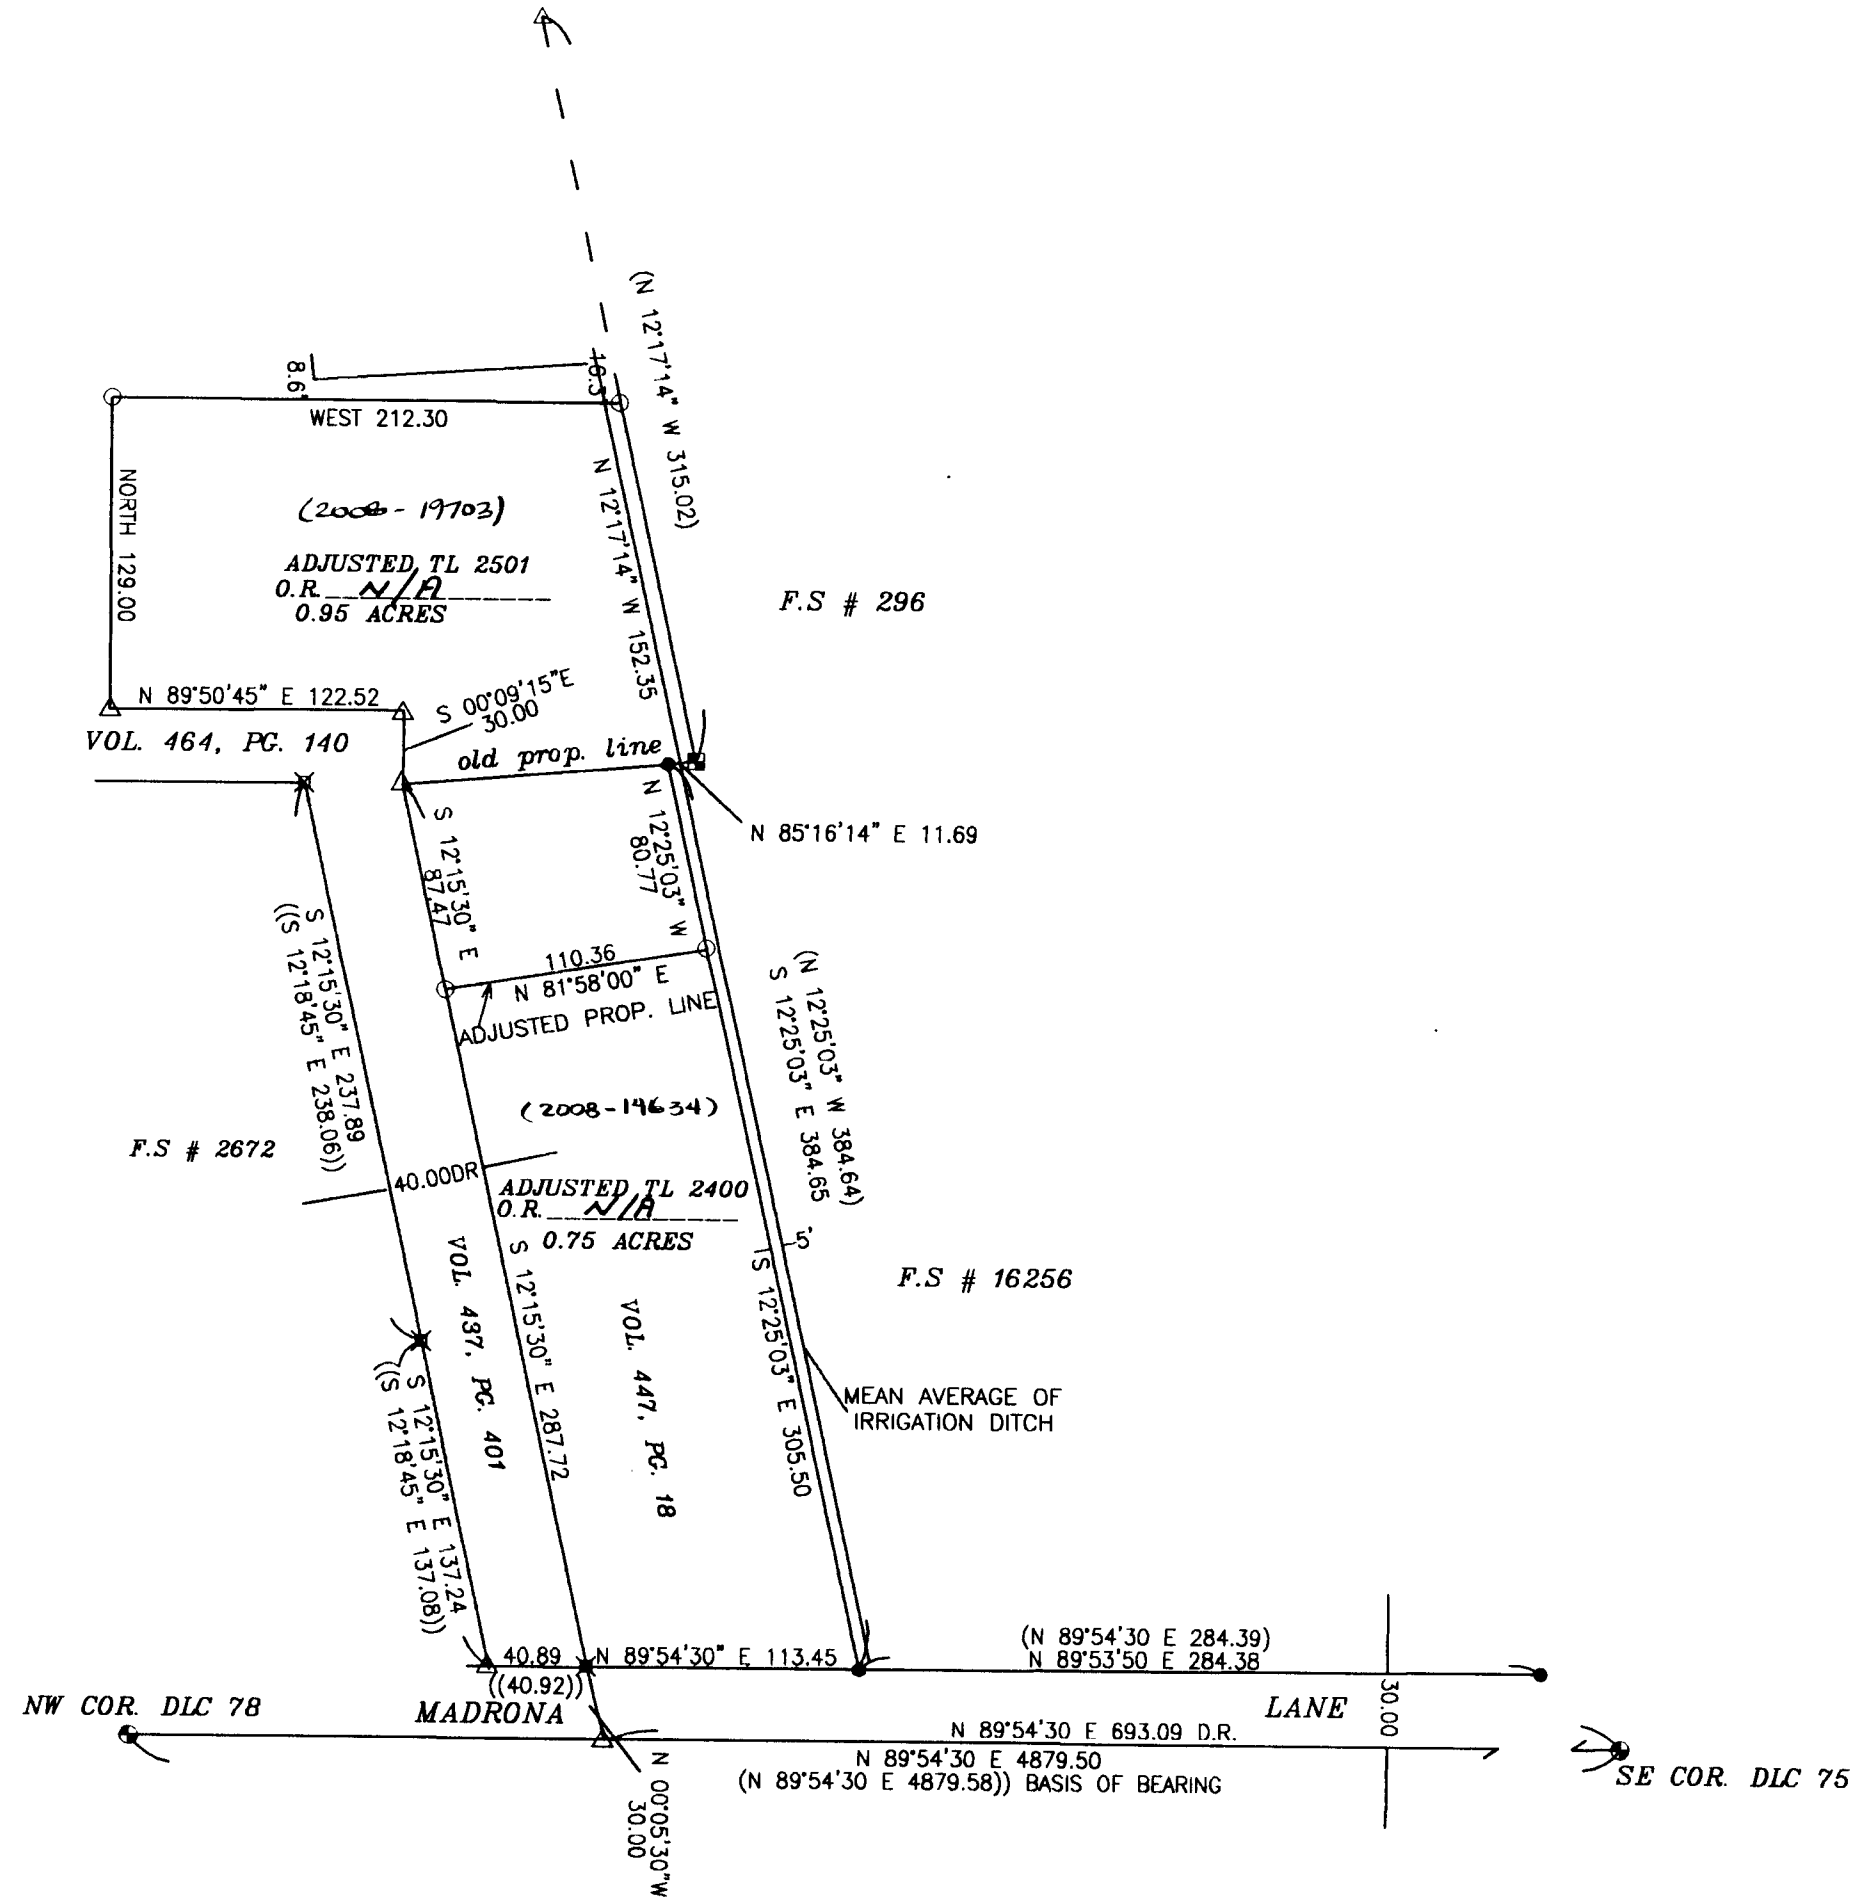 (N 12°17'14" W 315.02)
8.6'
16.3
WEST 212.30
NORTH 129.00
N 12°17'14" W 152.35
(2008-19703)
ADJUSTED TL 2501
O.R. N/A
0.95 ACRES
F.S # 296
N 89°50'45" E 122.52
S 00°09'15"E
30.00
VOL. 464, PG. 140
old prop. line
N 85°16'14" E 11.69
S 12°15'30" E
87.47
N 12°25'03" W
80.77
110.36
N 81°58'00" E
ADJUSTED PROP. LINE
S 12°15'30" E 237.89
((S 12°18'45" E 238.06))
(N 12°25'03" W 384.64)
S 12°25'03" E 384.65
(2008-14634)
F.S # 2672
40.00DR
ADJUSTED TL 2400
O.R. N/A
0.75 ACRES
5'
F.S # 16256
VOL. 437, PG. 401
S 12°15'30" E 287.72
VOL. 447, PG. 18
S 12°25'03" E 305.50
MEAN AVERAGE OF
IRRIGATION DITCH
S 12°15'30" E 137.24
((S 12°18'45" E 137.08))
40.89
((40.92))
N 89°54'30" E 113.45
(N 89°54'30 E 284.39)
N 89°53'50 E 284.38
NW COR. DLC 78
MADRONA
LANE
30.00
N 89°54'30 E 693.09 D.R.
N 89°54'30 E 4879.50
(N 89°54'30 E 4879.58)) BASIS OF BEARING
SE COR. DLC 75
N 00°05'30"W
30.00